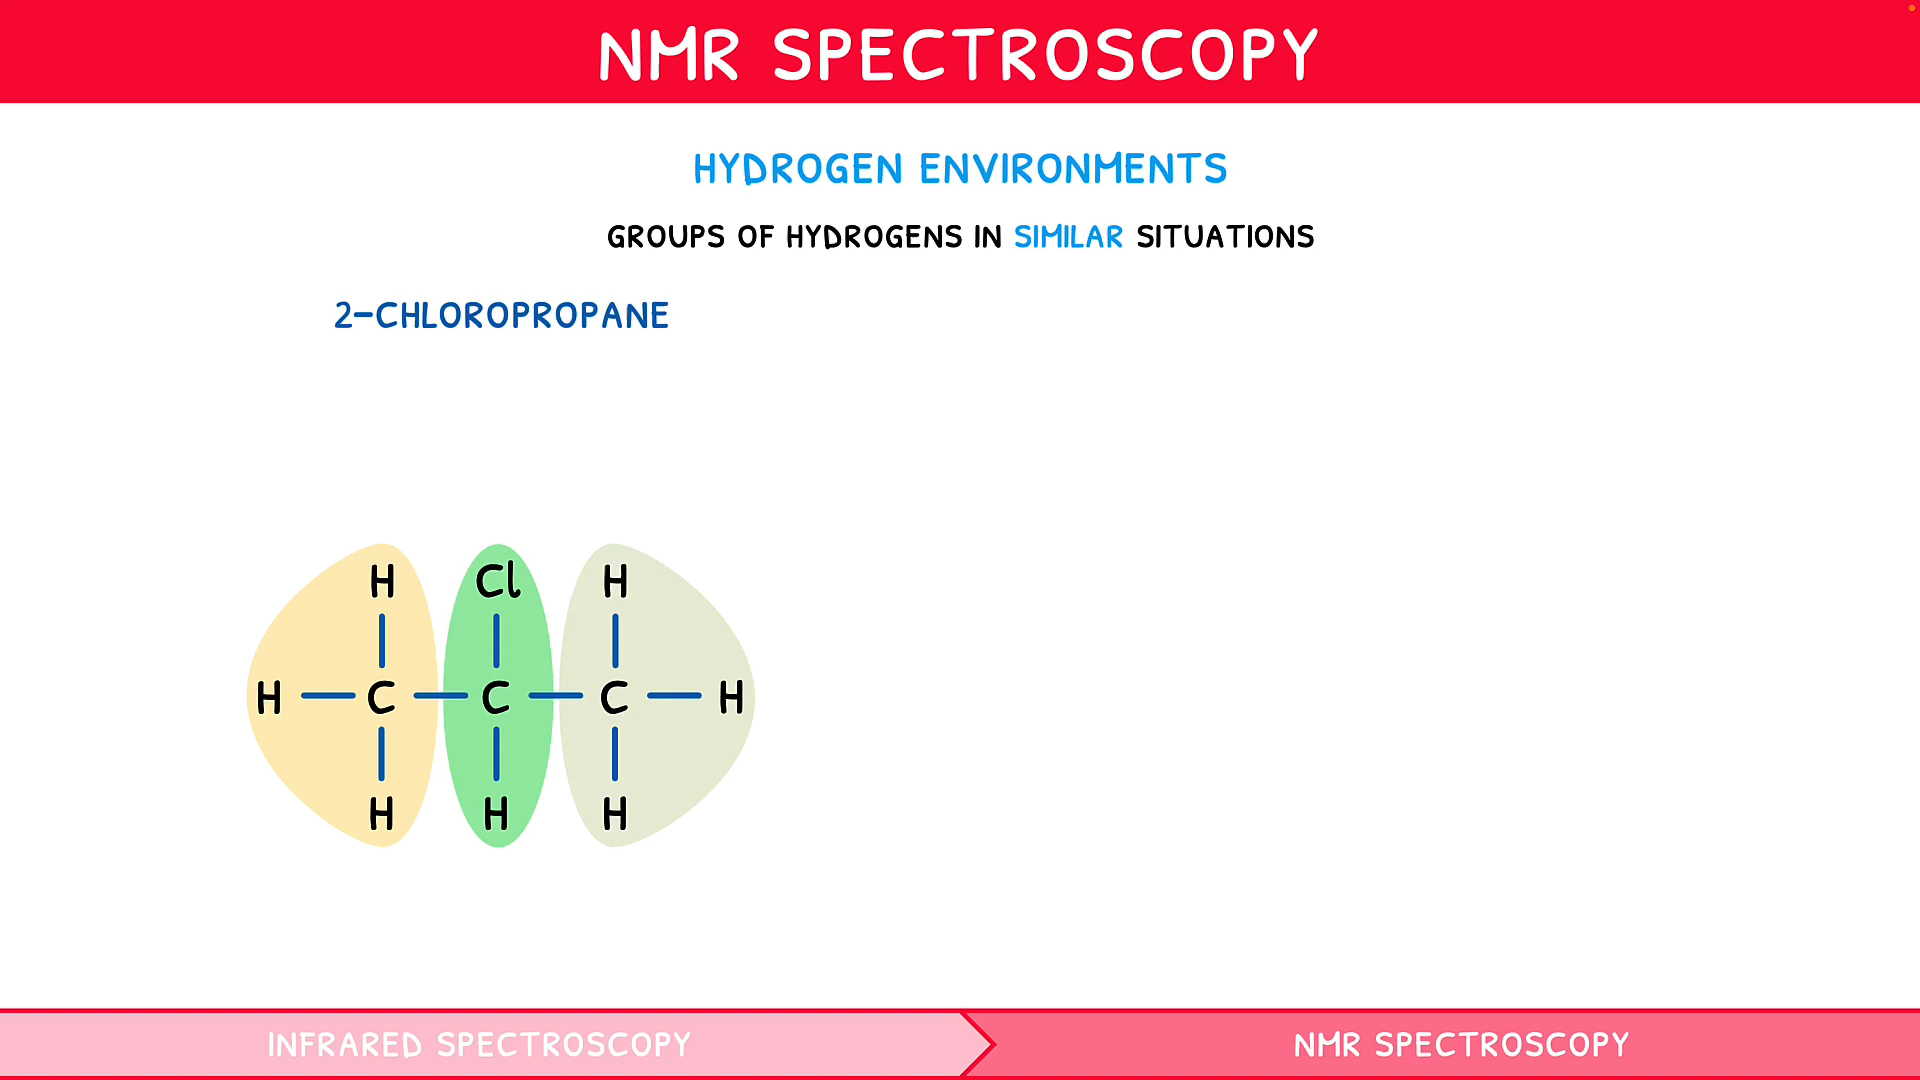 NMR SPECTROSCOPY
HYDROGEN ENVIRONMENTS
GROUPS OF HYDROGENS IN SIMILAR SITUATIONS
2-CHLOROPROPANE
H Cl H
H C C C H
H H H
INFRARED SPECTROSCOPY
NMR SPECTROSCOPY